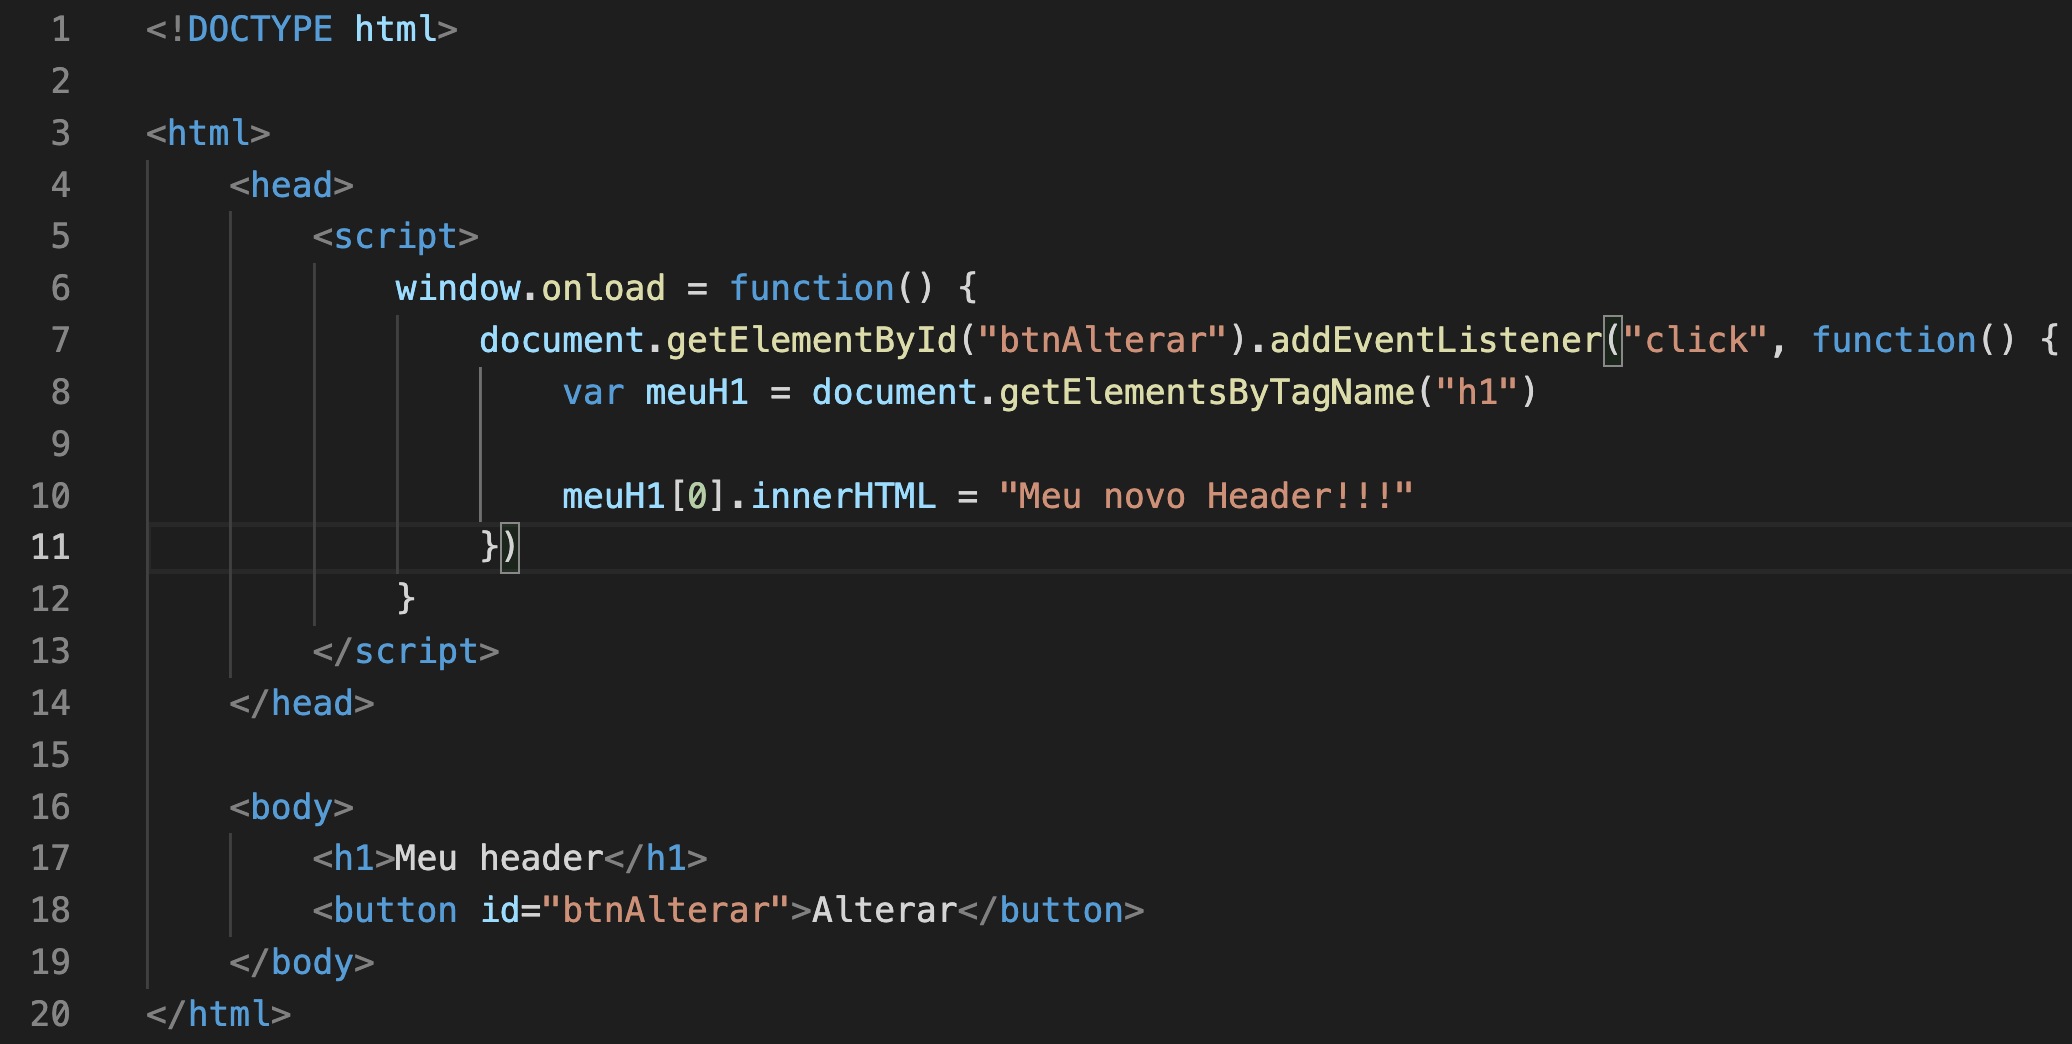 1 <!DOCTYPE html>
2
3 <html>
4     <head>
5         <script>
6             window.onload = function() {
7                 document.getElementById("btnAlterar").addEventListener("click", function() {
8                     var meuH1 = document.getElementsByTagName("h1")
9
10                     meuH1[0].innerHTML = "Meu novo Header!!!"
11                 })
12             }
13         </script>
14     </head>
15
16     <body>
17         <h1>Meu header</h1>
18         <button id="btnAlterar">Alterar</button>
19     </body>
20 </html>